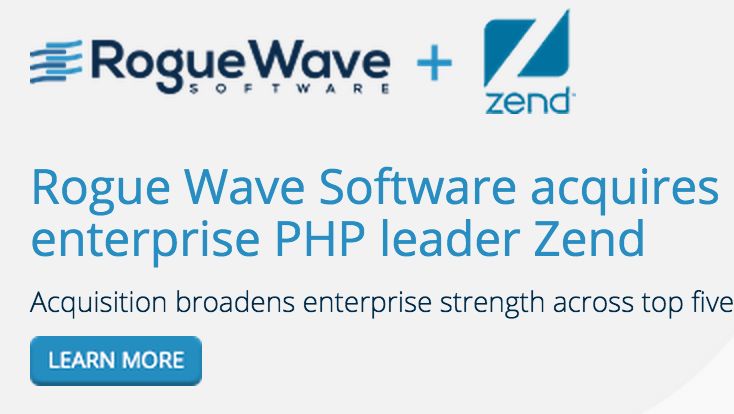 RogueWave + zend
SOFTWARE
Rogue Wave Software acquires
enterprise PHP leader Zend
Acquisition broadens enterprise strength across top five
LEARN MORE